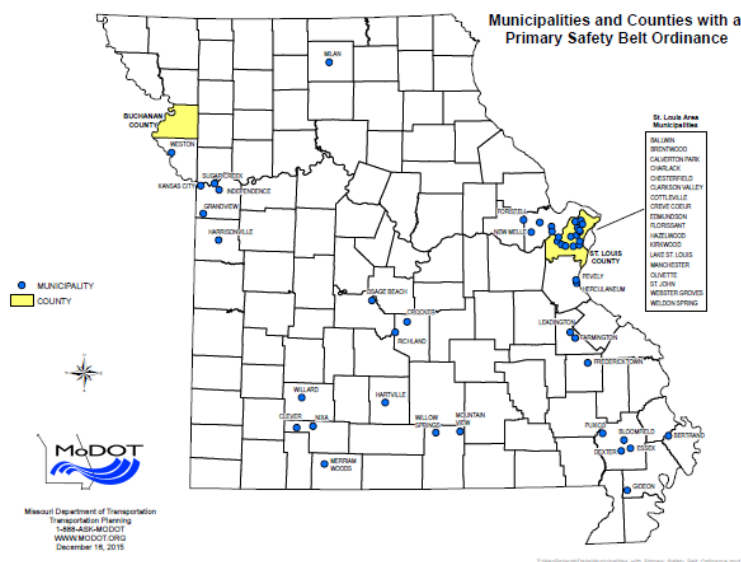 Municipalities and Counties with a
Primary Safety Belt Ordinance
MILAN
BUCHANAN
COUNTY
WESTON
SUGAR CREEK
KANSAS CITY
INDEPENDENCE
GRANDVIEW
HARRISONVILLE
St. Louis Area
Municipalities
BALLWIN
BRENTWOOD
CALVERTON PARK
CHARLACK
CHESTERFIELD
CLARKSON VALLEY
COTTLEVILLE
CREVE COEUR
EDMUNDSON
FLORISSANT
HAZELWOOD
KIRKWOOD
LAKE ST. LOUIS
MANCHESTER
OLIVETTE
ST JOHN
WEBSTER GROVES
WELDON SPRING
FORISTELL
NEW MELLE
ST. LOUIS
COUNTY
PEVELY
HERCULANEUM
MUNICIPALITY
COUNTY
OSAGE BEACH
CROCKER
RICHLAND
LEADINGTON
FARMINGTON
FREDERICKTOWN
WILLARD
HARTVILLE
CLEVER
NIXA
WILLOW
SPRINGS
MOUNTAIN
VIEW
PUXICO
BLOOMFIELD
BERTRAND
DEXTER
ESSEX
MERRIAM
WOODS
GIDEON
MoDOT
Missouri Department of Transportation
Transportation Planning
1-888-ASK-MODOT
WWW.MODOT.ORG
December 16, 2015